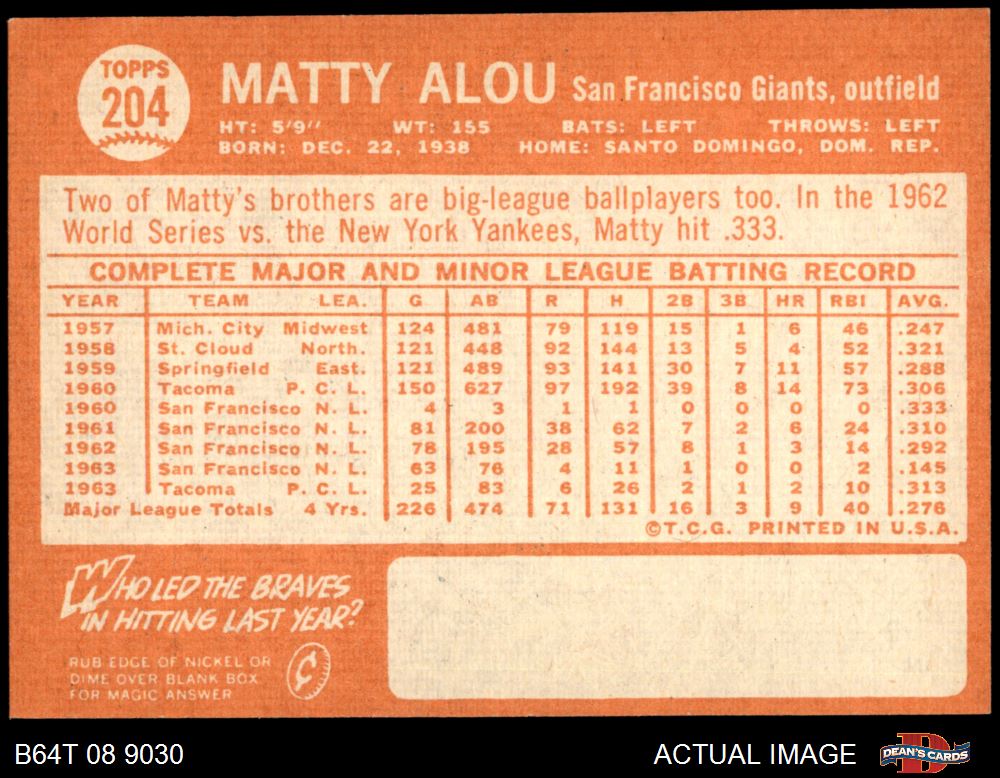 TOPPS
204
MATTY ALOU San Francisco Giants, outfield
HT: 5'9" WT: 155 BATS: LEFT THROWS: LEFT
BORN: DEC. 22, 1938 HOME: SANTO DOMINGO, DOM. REP.
Two of Matty's brothers are big-league ballplayers too. In the 1962
World Series vs. the New York Yankees, Matty hit .333.
COMPLETE MAJOR AND MINOR LEAGUE BATTING RECORD
YEAR TEAM LEA. G AB R H 2B 3B HR RBI AVG.
1957 Mich. City Midwest 124 481 79 119 15 1 6 46 .247
1958 St. Cloud North. 121 448 92 144 13 5 4 52 .321
1959 Springfield East. 121 489 93 141 30 7 11 57 .288
1960 Tacoma P. C. L. 150 627 97 192 39 8 14 73 .306
1960 San Francisco N. L. 4 3 1 1 0 0 0 0 .333
1961 San Francisco N. L. 81 200 38 62 7 2 6 24 .310
1962 San Francisco N. L. 78 195 28 57 8 1 3 14 .292
1963 San Francisco N. L. 63 76 4 11 1 0 0 2 .145
1963 Tacoma P. C. L. 25 83 6 26 2 1 2 10 .313
Major League Totals 4 Yrs. 226 474 71 131 16 3 9 40 .276
©T.C.G. PRINTED IN U.S.A.
WHO LED THE BRAVES
IN HITTING LAST YEAR?
RUB EDGE OF NICKEL OR
DIME OVER BLANK BOX
FOR MAGIC ANSWER
¢
B64T 08 9030
ACTUAL IMAGE
DEAN'S CARDS